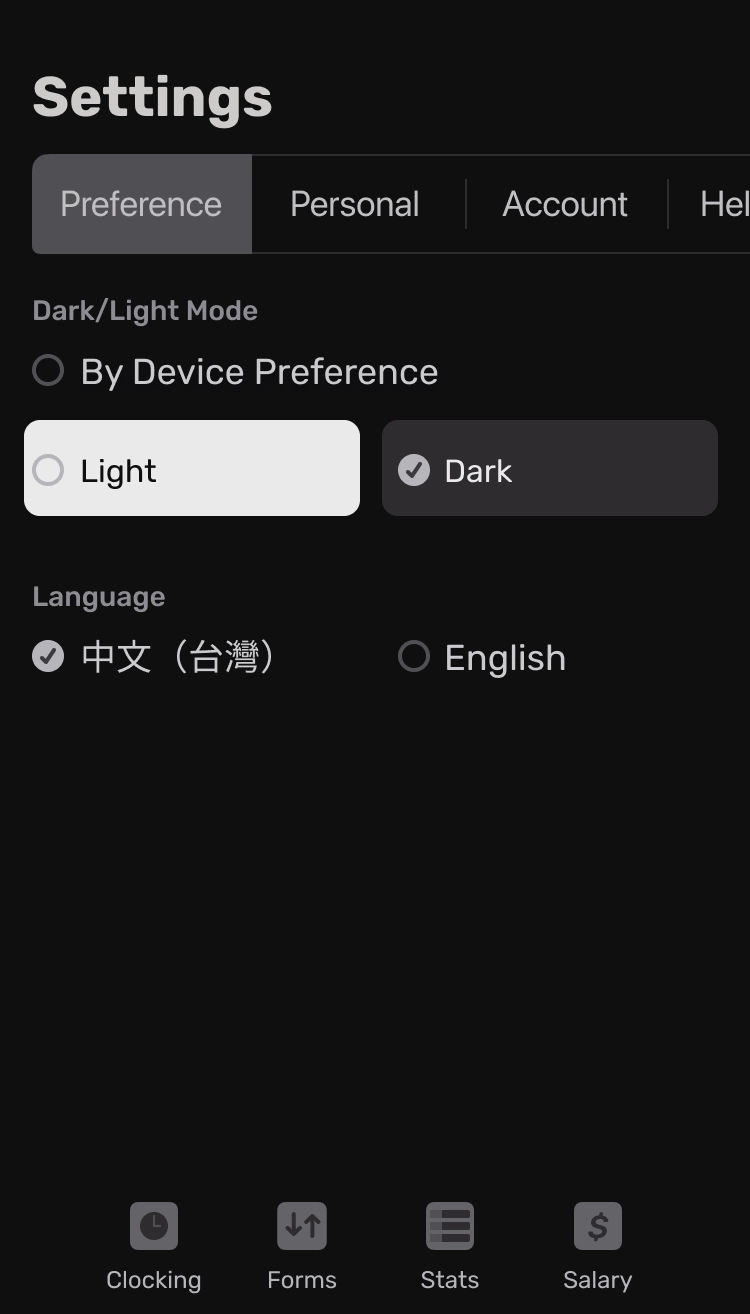 Settings
Preference Personal Account Hel
Dark/Light Mode
By Device Preference
Light Dark
Language
中文（台灣） English
Clocking Forms Stats Salary